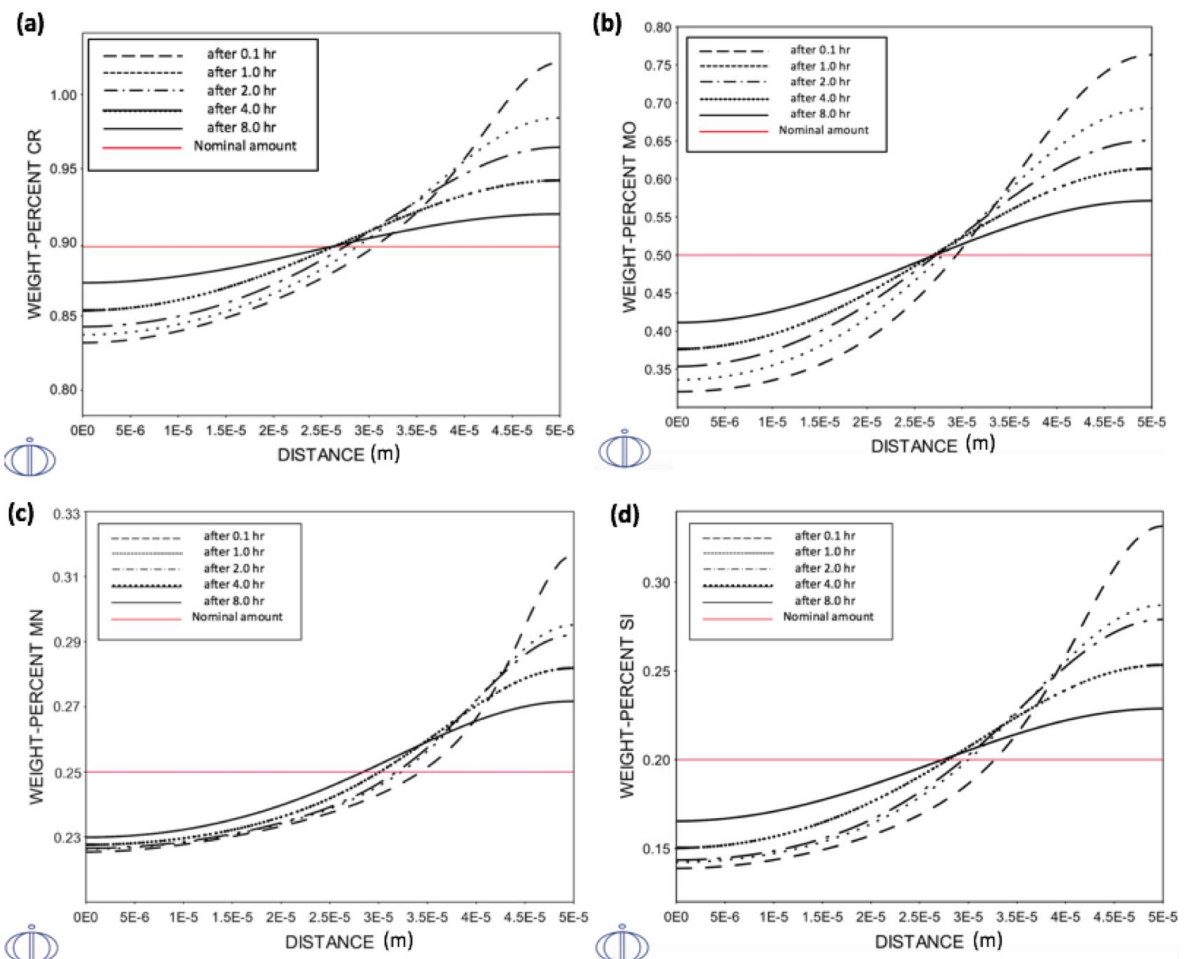 (a)
after 0.1 hr
after 1.0 hr
after 2.0 hr
after 4.0 hr
after 8.0 hr
Nominal amount
WEIGHT-PERCENT CR
1.00
0.95
0.90
0.85
0.80
0E0 5E-6 1E-5 1.5E-5 2E-5 2.5E-5 3E-5 3.5E-5 4E-5 4.5E-5 5E-5
DISTANCE (m)
(b)
after 0.1 hr
after 1.0 hr
after 2.0 hr
after 4.0 hr
after 8.0 hr
Nominal amount
WEIGHT-PERCENT MO
0.80
0.75
0.70
0.65
0.60
0.55
0.50
0.45
0.40
0.35
0E0 5E-6 1E-5 1.5E-5 2E-5 2.5E-5 3E-5 3.5E-5 4E-5 4.5E-5 5E-5
DISTANCE (m)
(c)
after 0.1 hr
after 1.0 hr
after 2.0 hr
after 4.0 hr
after 8.0 hr
Nominal amount
WEIGHT-PERCENT MN
0.33
0.31
0.29
0.27
0.25
0.23
0E0 5E-6 1E-5 1.5E-5 2E-5 2.5E-5 3E-5 3.5E-5 4E-5 4.5E-5 5E-5
DISTANCE (m)
(d)
after 0.1 hr
after 1.0 hr
after 2.0 hr
after 4.0 hr
after 8.0 hr
Nominal amount
WEIGHT-PERCENT SI
0.30
0.25
0.20
0.15
0E0 5E-6 1E-5 1.5E-5 2E-5 2.5E-5 3E-5 3.5E-5 4E-5 4.5E-5 5E-5
DISTANCE (m)